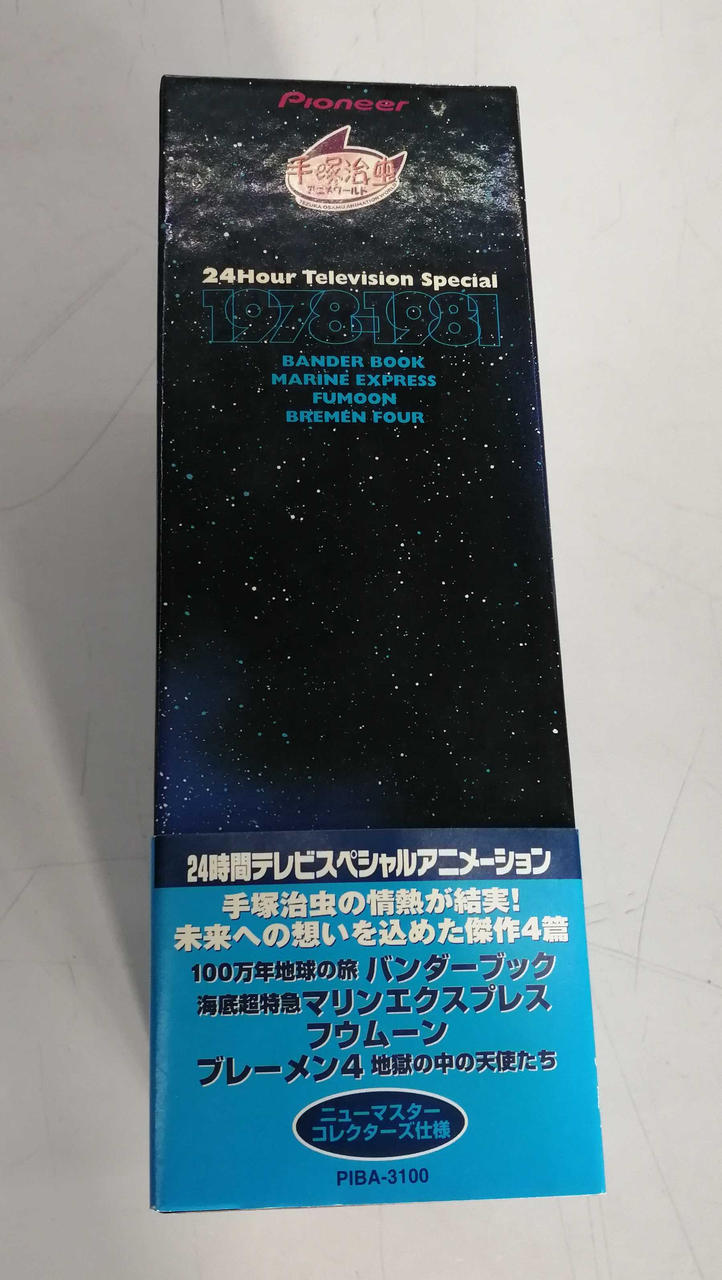 Pioneer
手塚治虫
アニメワールド
TEZUKA OSAMU ANIMATION WORLD
24Hour Television Special
1978-1981
BANDER BOOK
MARINE EXPRESS
FUMOON
BREMEN FOUR
24時間テレビスペシャルアニメーション
手塚治虫の情熱が結実!
未来への想いを込めた傑作4篇
100万年地球の旅 バンダーブック
海底超特急マリンエクスプレス
フウムーン
ブレーメン4 地獄の中の天使たち
ニューマスター
コレクターズ仕様
PIBA-3100